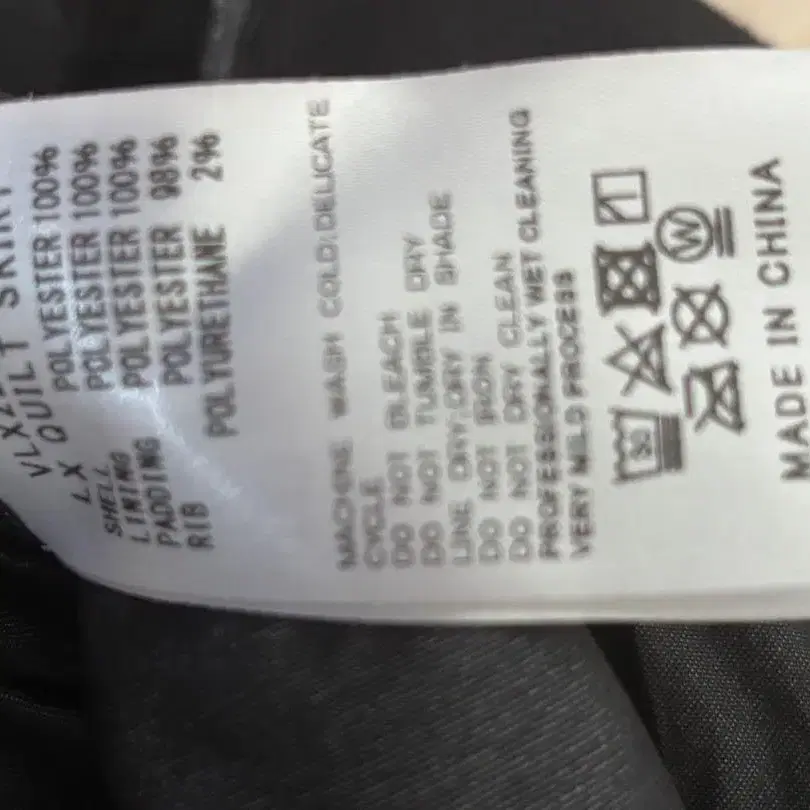 LX QUILT SKIRT
SHELL POLYESTER 100%
LINING POLYESTER 100%
PADDING POLYESTER 100%
RIB POLYESTER 98%
POLYURETHANE 2%
MACHINE WASH COLD/DELICATE
CYCLE
DO NOT BLEACH
DO NOT TUMBLE DRY
LINE DRY/DRY IN SHADE
DO NOT IRON
DO NOT DRY CLEAN
PROFESSIONALLY WET CLEANING
VERY MILD PROCESS
30
W
MADE IN CHINA